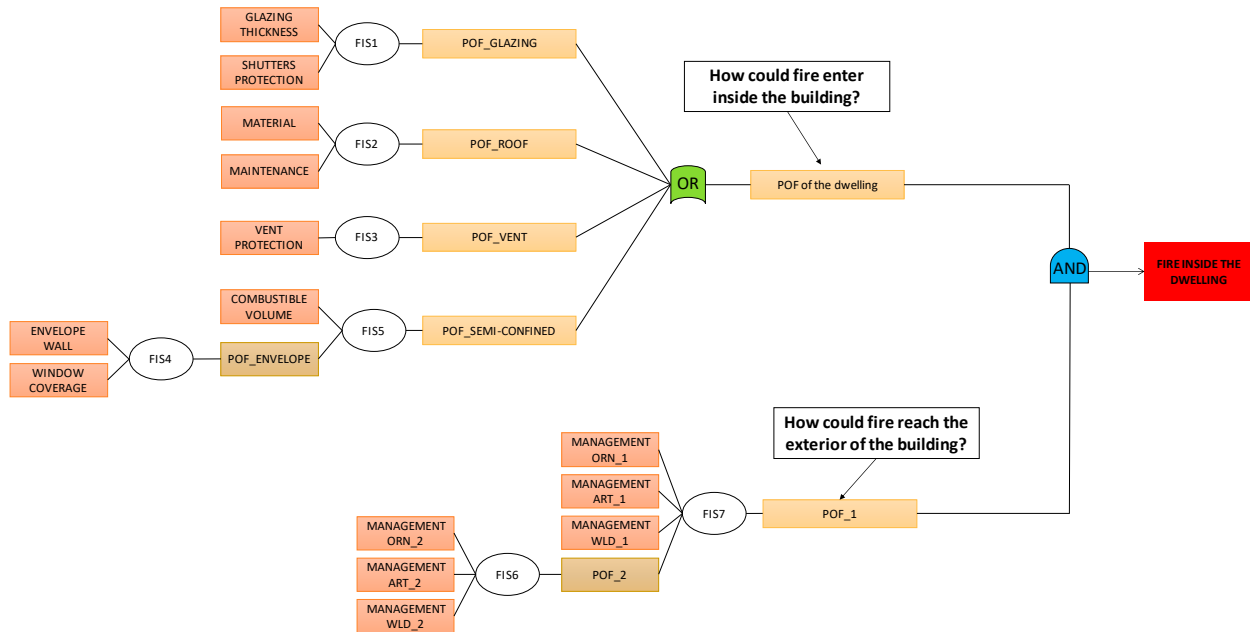 GLAZING
THICKNESS
FIS1
POF_GLAZING
SHUTTERS
PROTECTION
How could fire enter
inside the building?
MATERIAL
FIS2
POF_ROOF
MAINTENANCE
OR
POF of the dwelling
VENT
PROTECTION
FIS3
POF_VENT
AND
FIRE INSIDE THE
DWELLING
COMBUSTIBLE
VOLUME
FIS5
POF_SEMI-CONFINED
ENVELOPE
WALL
FIS4
POF_ENVELOPE
WINDOW
COVERAGE
How could fire reach the
exterior of the building?
MANAGEMENT
ORN_1
MANAGEMENT
ART_1
FIS7
POF_1
MANAGEMENT
WLD_1
MANAGEMENT
ORN_2
MANAGEMENT
ART_2
FIS6
POF_2
MANAGEMENT
WLD_2